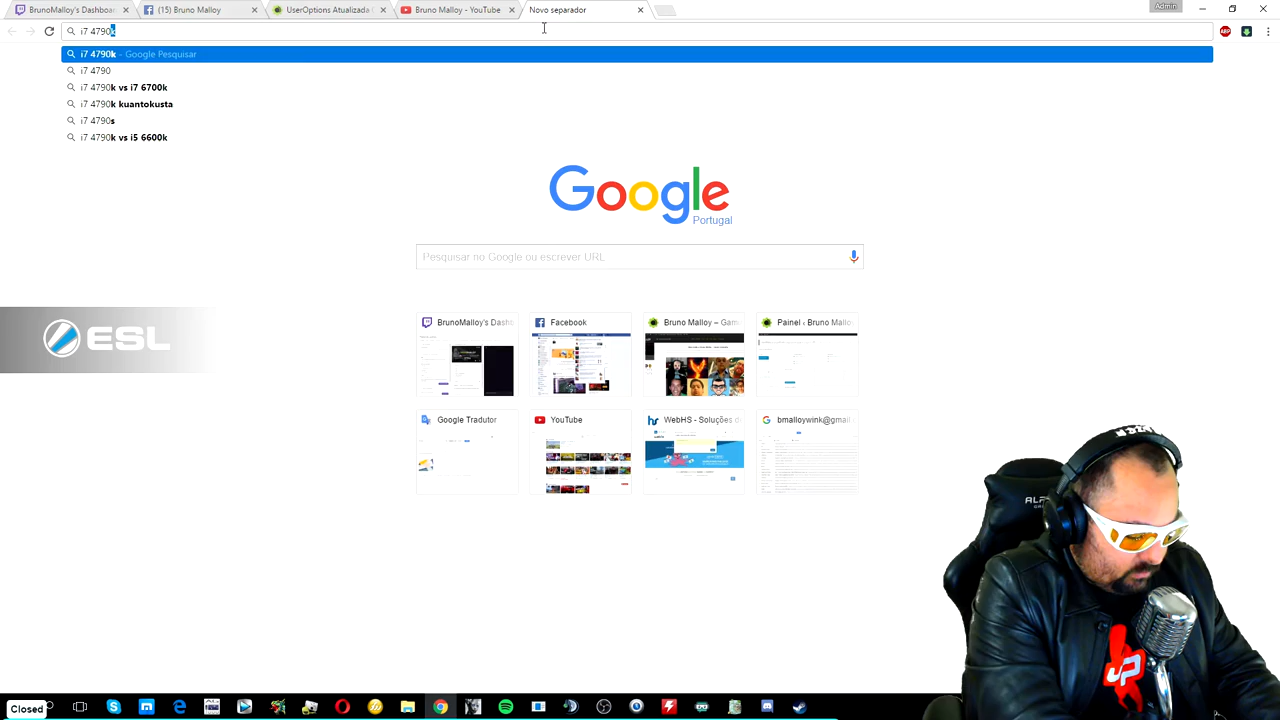 BrunoMalloy's Dashboar
(15) Bruno Malloy
UserOptions Atualizada
Bruno Malloy - YouTube
Novo separador
Admin
i7 4790k
ABP
i7 4790k - Google Pesquisar
i7 4790
i7 4790k vs i7 6700k
i7 4790k kuantokusta
i7 4790s
i7 4790k vs i5 6600k
Google
Portugal
Pesquisar no Google ou escrever URL
ESL
BrunoMalloy's Dashb
Facebook
Bruno Malloy – Gam
Painel ‹ Bruno Mallo
Google Tradutor
YouTube
WebHS - Soluções d
bmalloywink@gmail
Closed